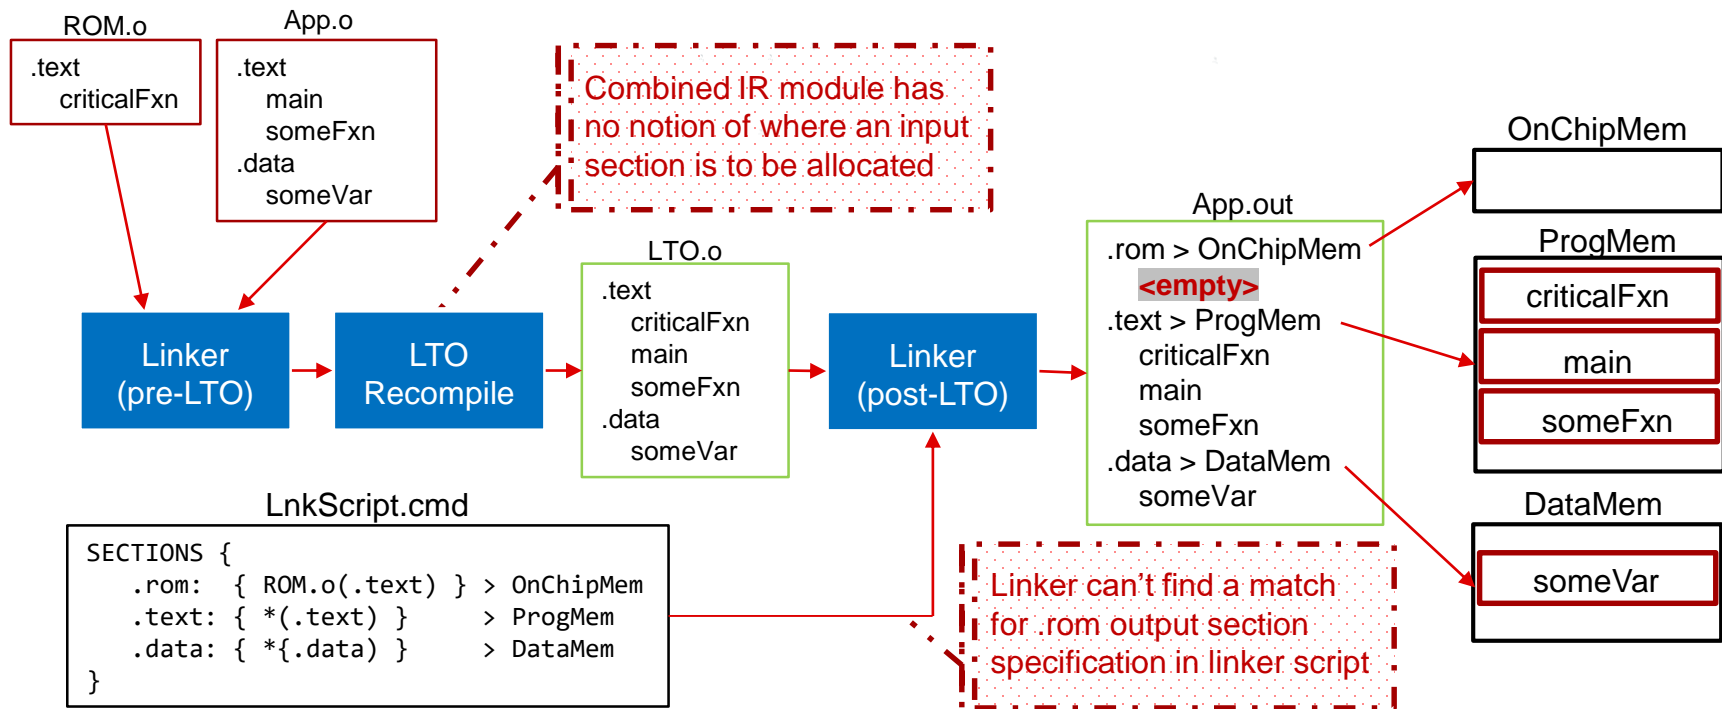 ROM.o
.text
criticalFxn
App.o
.text
main
someFxn
.data
someVar
Combined IR module has
no notion of where an input
section is to be allocated
Linker
(pre-LTO)
LTO
Recompile
LTO.o
.text
criticalFxn
main
someFxn
.data
someVar
Linker
(post-LTO)
App.out
.rom > OnChipMem
<empty>
.text > ProgMem
criticalFxn
main
someFxn
.data > DataMem
someVar
OnChipMem
ProgMem
criticalFxn
main
someFxn
DataMem
someVar
LnkScript.cmd
SECTIONS {
.rom: { ROM.o(.text) } > OnChipMem
.text: { *(.text) } > ProgMem
.data: { *{.data) } > DataMem
}
Linker can't find a match
for .rom output section
specification in linker script